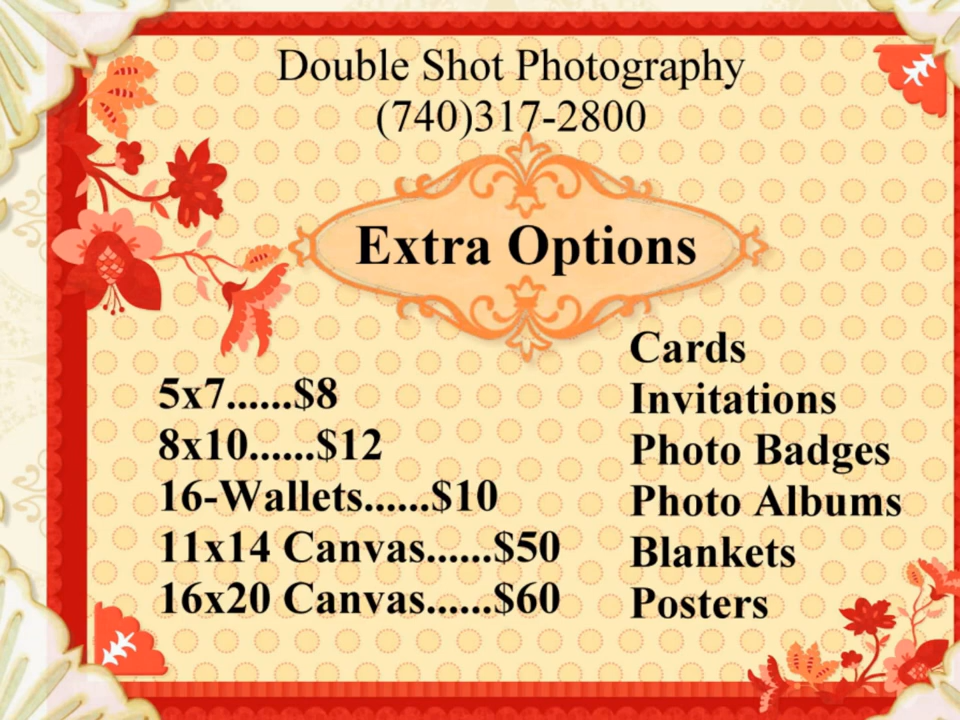 Double Shot Photography
(740)317-2800
Extra Options
5x7......$8
8x10......$12
16-Wallets......$10
11x14 Canvas......$50
16x20 Canvas......$60
Cards
Invitations
Photo Badges
Photo Albums
Blankets
Posters